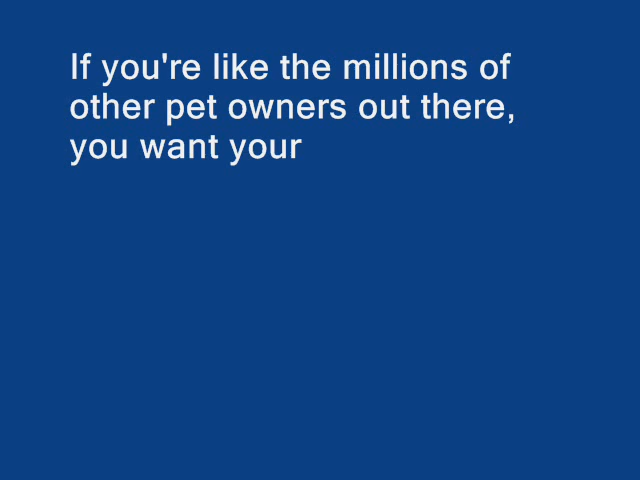 If you're like the millions of
other pet owners out there,
you want your